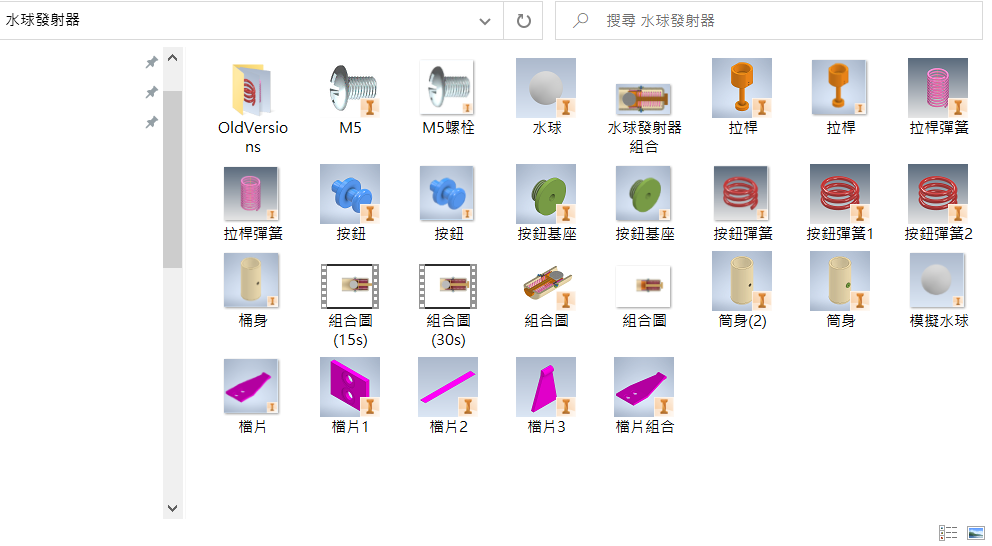 水球發射器
搜尋 水球發射器
OldVersio
ns
M5
M5螺栓
水球
水球發射器
組合
拉桿
拉桿
拉桿彈簧
拉桿彈簧
按鈕
按鈕
按鈕基座
按鈕基座
按鈕彈簧
按鈕彈簧1
按鈕彈簧2
桶身
組合圖
(15s)
組合圖
(30s)
組合圖
組合圖
筒身(2)
筒身
模擬水球
檔片
檔片1
檔片2
檔片3
檔片組合